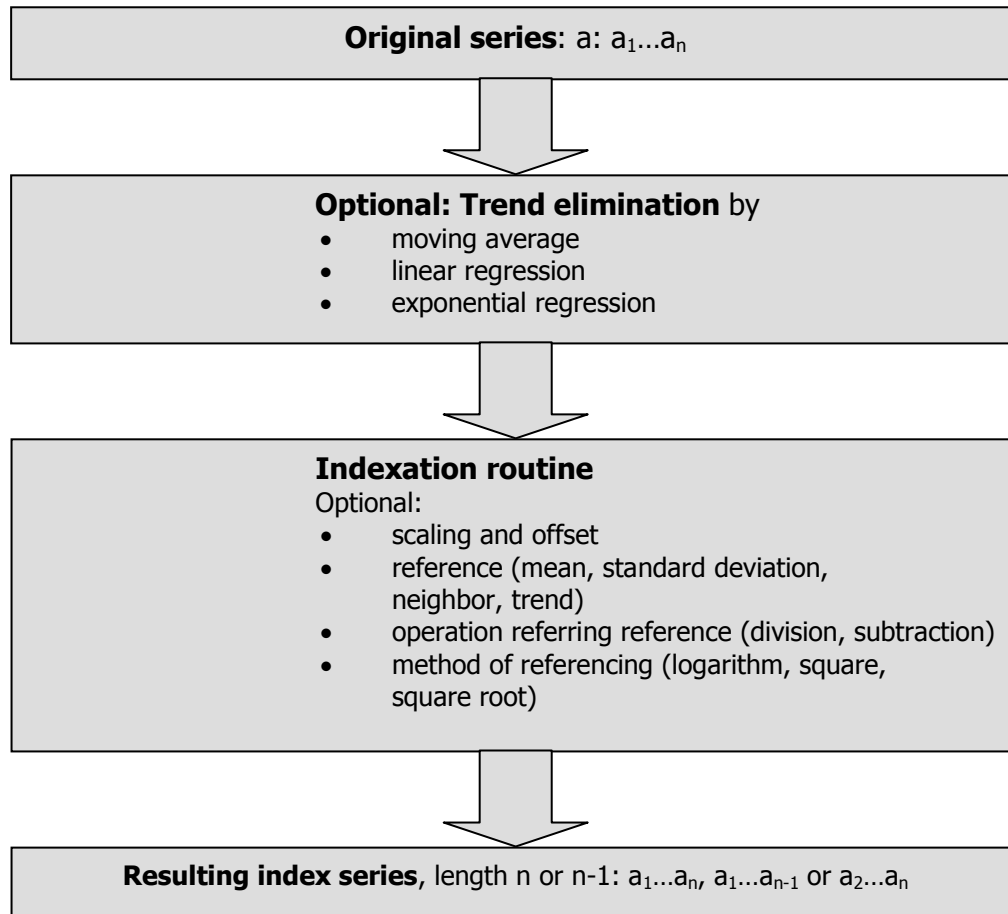 Original series: a: a₁…aₙ
Optional: Trend elimination by
• moving average
• linear regression
• exponential regression
Indexation routine
Optional:
• scaling and offset
• reference (mean, standard deviation,
neighbor, trend)
• operation referring reference (division, subtraction)
• method of referencing (logarithm, square,
square root)
Resulting index series, length n or n-1: a₁…aₙ, a₁…aₙ₋₁ or a₂…aₙ